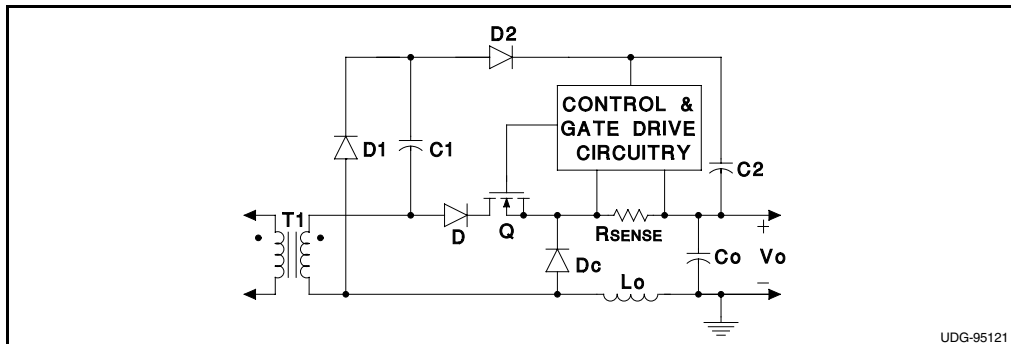 D2
CONTROL &
GATE DRIVE
CIRCUITRY
D1
C1
C2
T1
D
Q
RSENSE
+
Dc
Co
Vo
Lo
−
UDG-95121